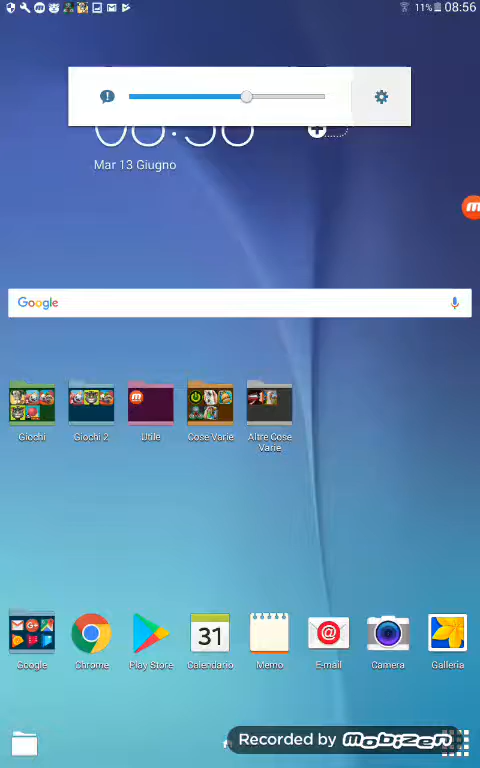 11% 08:56
Mar 13 Giugno
Google
Giochi Giochi 2 Utile Cose Varie Altre Cose
Varie
31
Google Chrome Play Store Calendario Memo E-mail Camera Galleria
Recorded by mobizen